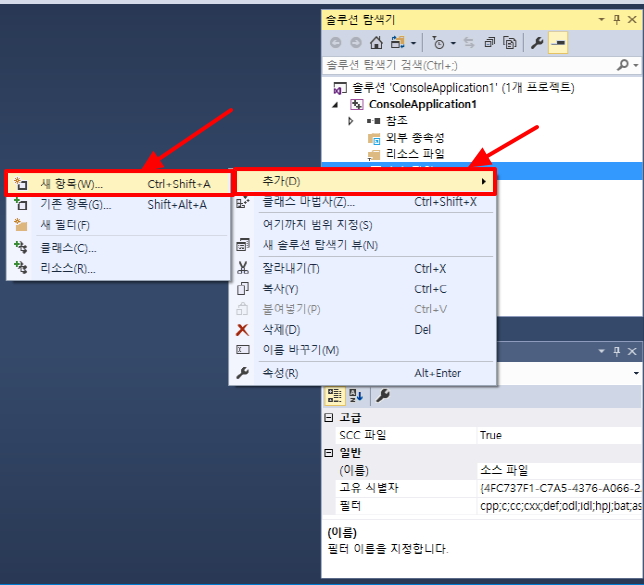 솔루션 탐색기
솔루션 탐색기 검색(Ctrl+;)
솔루션 'ConsoleApplication1' (1개 프로젝트)
ConsoleApplication1
참조
외부 종속성
리소스 파일
새 항목(W)... Ctrl+Shift+A
기존 항목(G)... Shift+Alt+A
새 필터(F)
클래스(C)...
리소스(R)...
추가(D)
클래스 마법사(Z)... Ctrl+Shift+X
여기까지 범위 지정(S)
새 솔루션 탐색기 뷰(N)
잘라내기(T) Ctrl+X
복사(Y) Ctrl+C
붙여넣기(P) Ctrl+V
삭제(D) Del
이름 바꾸기(M)
속성(R) Alt+Enter
고급
SCC 파일 True
일반
(이름) 소스 파일
고유 식별자 {4FC737F1-C7A5-4376-A066-2
필터 cpp;c;cc;cxx;def;odl;idl;hpj;bat;as
(이름)
필터 이름을 지정합니다.